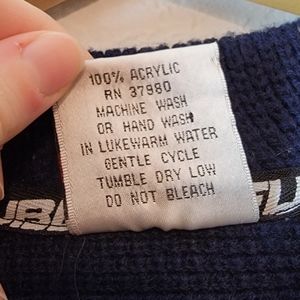 100% ACRYLIC
RN 37980
MACHINE WASH
OR HAND WASH
IN LUKEWARM WATER
GENTLE CYCLE
TUMBLE DRY LOW
DO NOT BLEACH